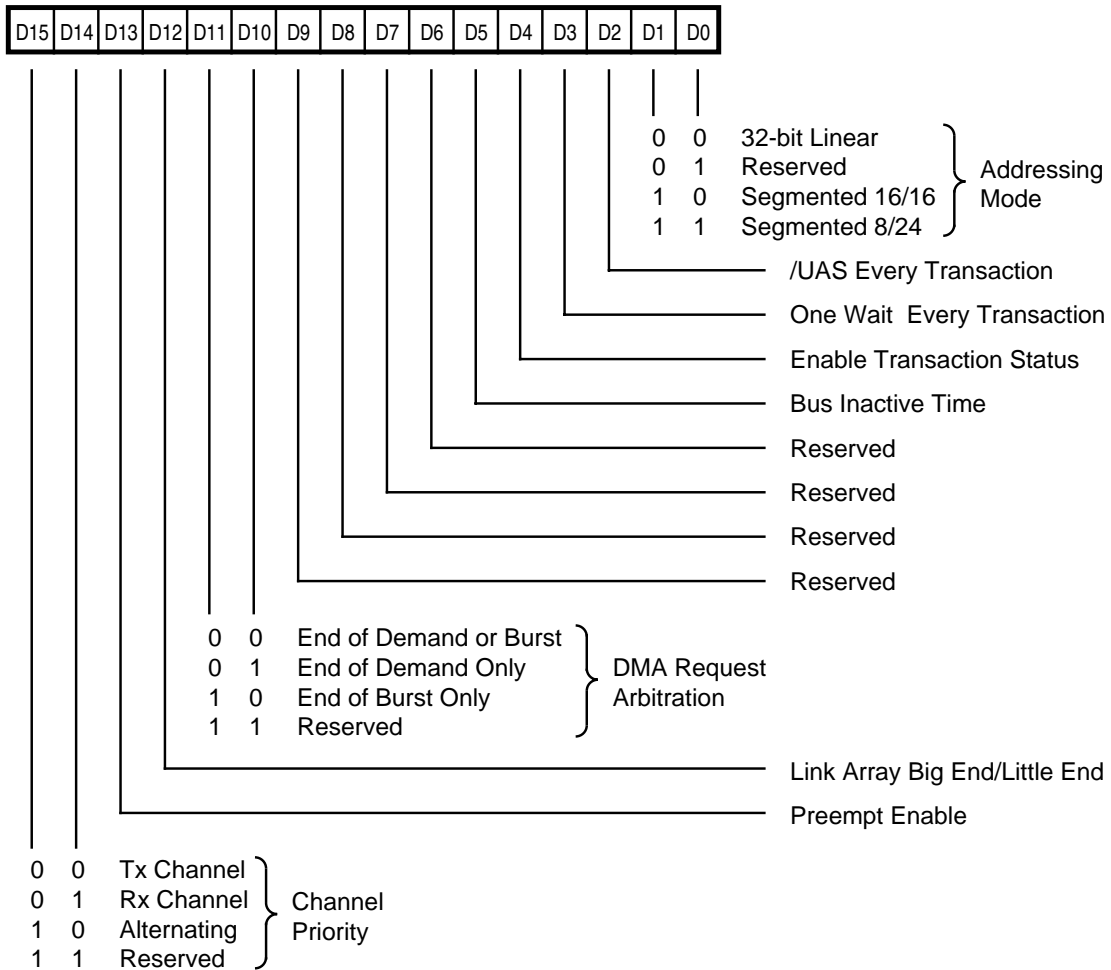 D15 D14 D13 D12 D11 D10 D9 D8 D7 D6 D5 D4 D3 D2 D1 D0
0 0 32-bit Linear
0 1 Reserved
1 0 Segmented 16/16
1 1 Segmented 8/24
Addressing
Mode
/UAS Every Transaction
One Wait Every Transaction
Enable Transaction Status
Bus Inactive Time
Reserved
Reserved
Reserved
Reserved
0 0 End of Demand or Burst
0 1 End of Demand Only
1 0 End of Burst Only
1 1 Reserved
DMA Request
Arbitration
Link Array Big End/Little End
Preempt Enable
0 0 Tx Channel
0 1 Rx Channel
1 0 Alternating
1 1 Reserved
Channel
Priority